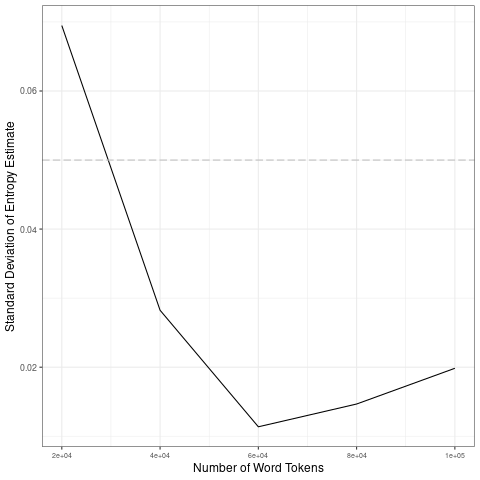 Standard Deviation of Entropy Estimate
0.06
0.04
0.02
2e+04 4e+04 6e+04 8e+04 1e+05
Number of Word Tokens